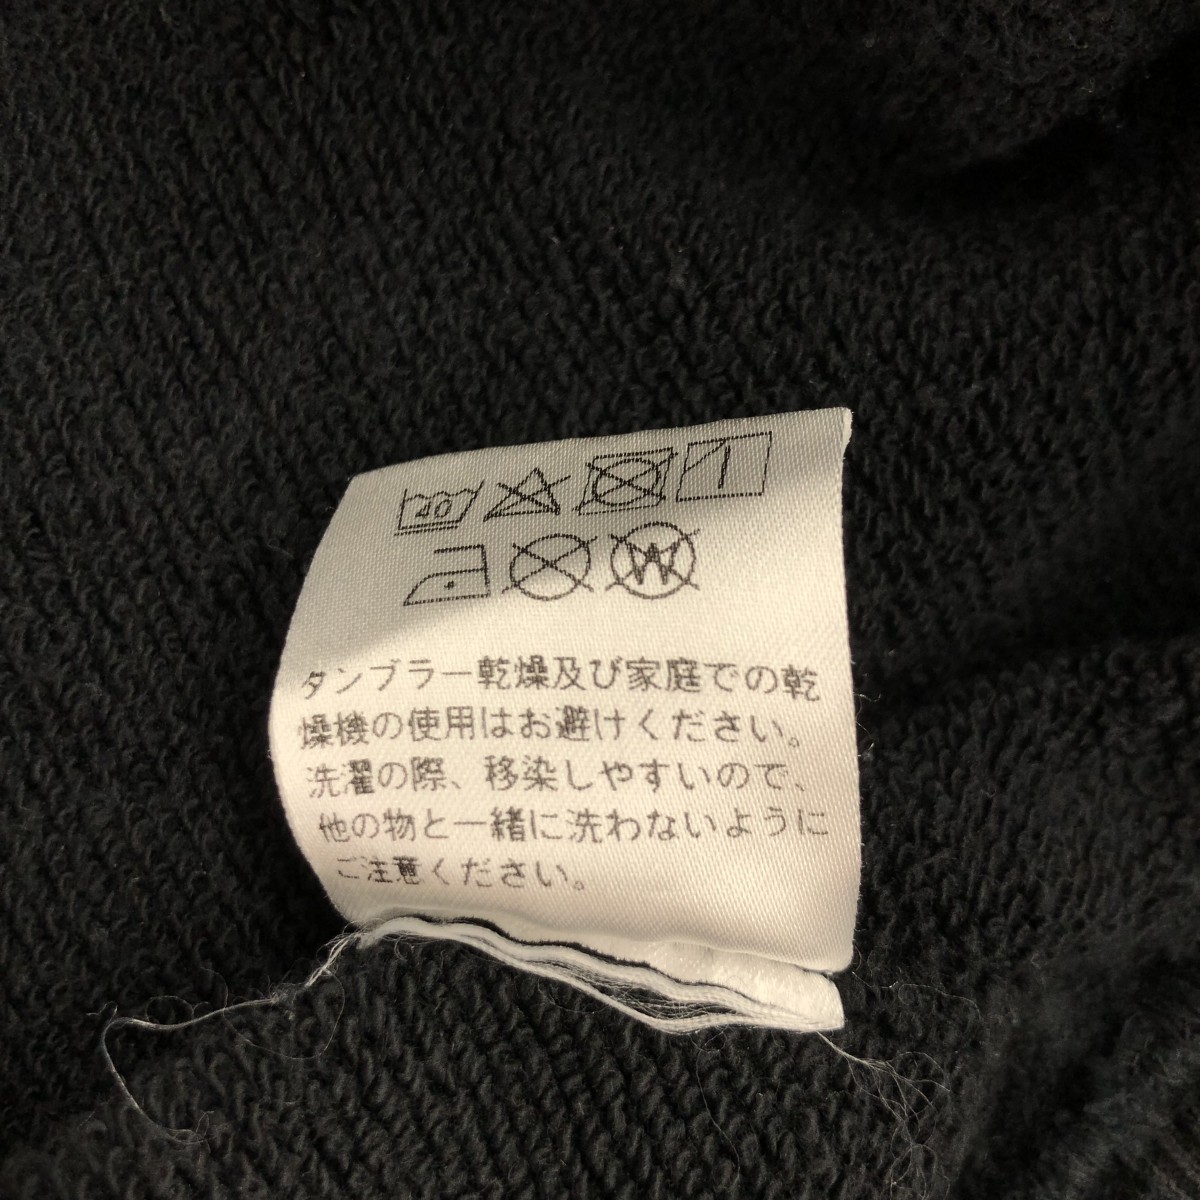 40
W
タンブラー乾燥及び家庭での乾
燥機の使用はお避けください。
洗濯の際、移染しやすいので、
他の物と一緒に洗わないように
ご注意ください。